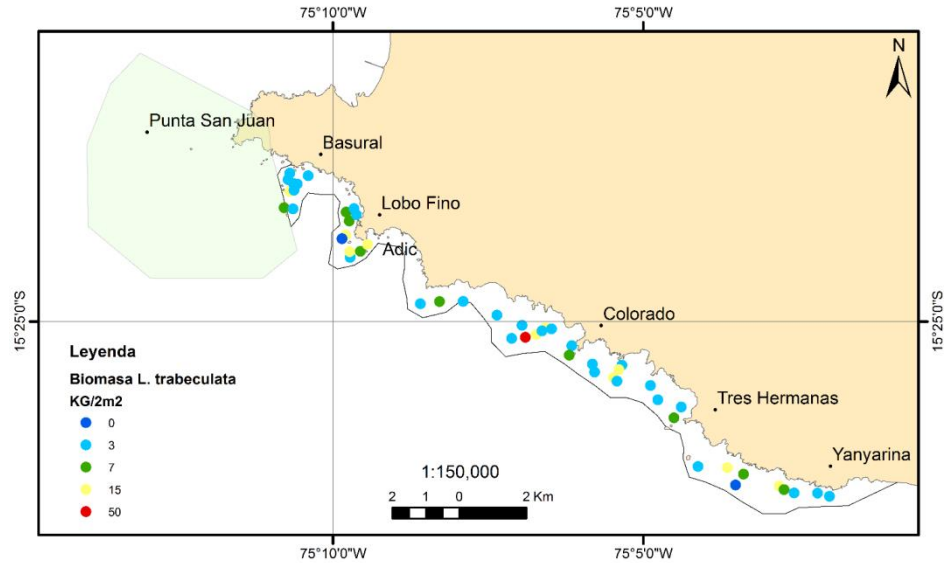 75°10'0"W
75°5'0"W
N
Punta San Juan
Basural
Lobo Fino
Adic
15°25'0"S
15°25'0"S
Colorado
Leyenda
Biomasa L. trabeculata
KG/2m2
0
3
7
15
50
Tres Hermanas
Yanyarina
1:150,000
2 1 0 2 Km
75°10'0"W
75°5'0"W